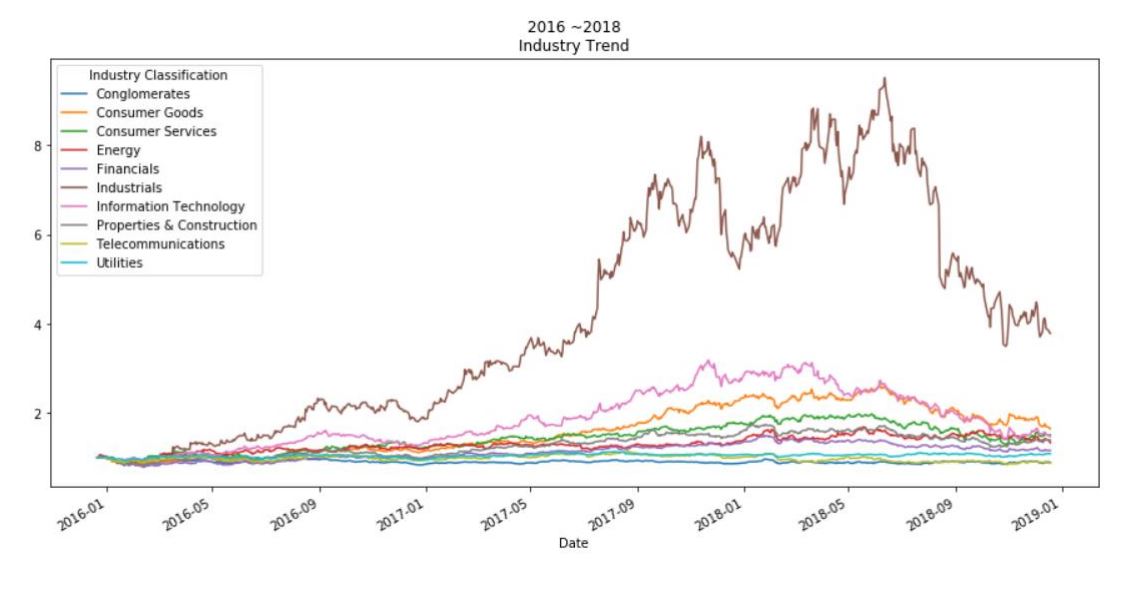 2016 ~2018
Industry Trend
Industry Classification
Conglomerates
Consumer Goods
Consumer Services
Energy
Financials
Industrials
Information Technology
Properties & Construction
Telecommunications
Utilities
8
6
4
2
2016-01
2016-05
2016-09
2017-01
2017-05
2017-09
2018-01
2018-05
2018-09
2019-01
Date